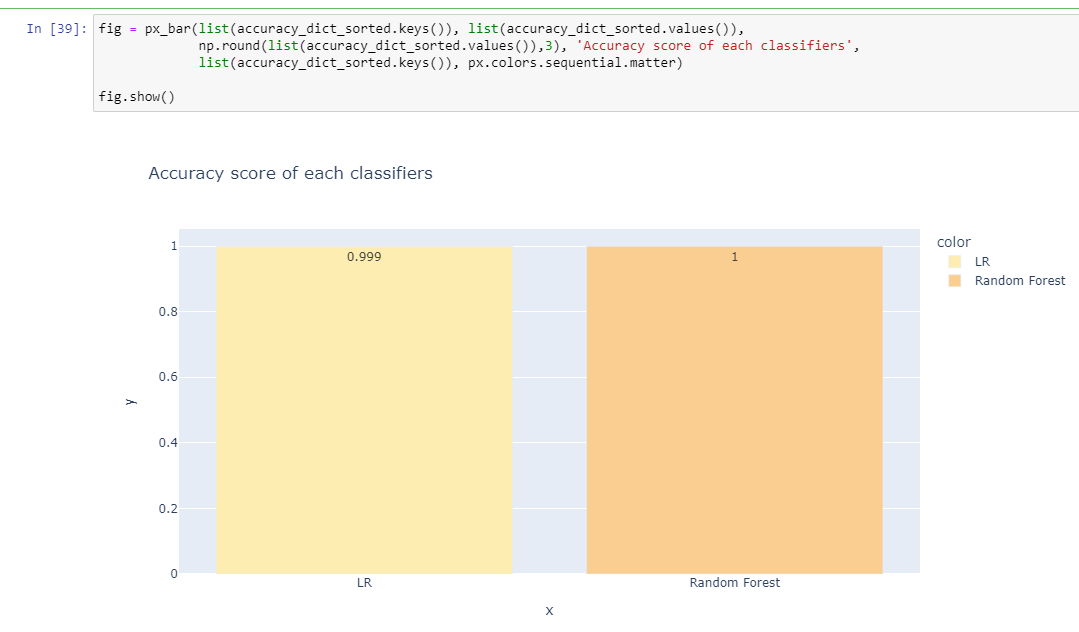 In [39]: fig = px_bar(list(accuracy_dict_sorted.keys()), list(accuracy_dict_sorted.values()),
np.round(list(accuracy_dict_sorted.values()),3), 'Accuracy score of each classifiers',
list(accuracy_dict_sorted.keys()), px.colors.sequential.matter)
fig.show()
Accuracy score of each classifiers
color
LR
Random Forest
1
0.8
0.6
0.4
0.2
0
y
0.999
1
LR
Random Forest
x